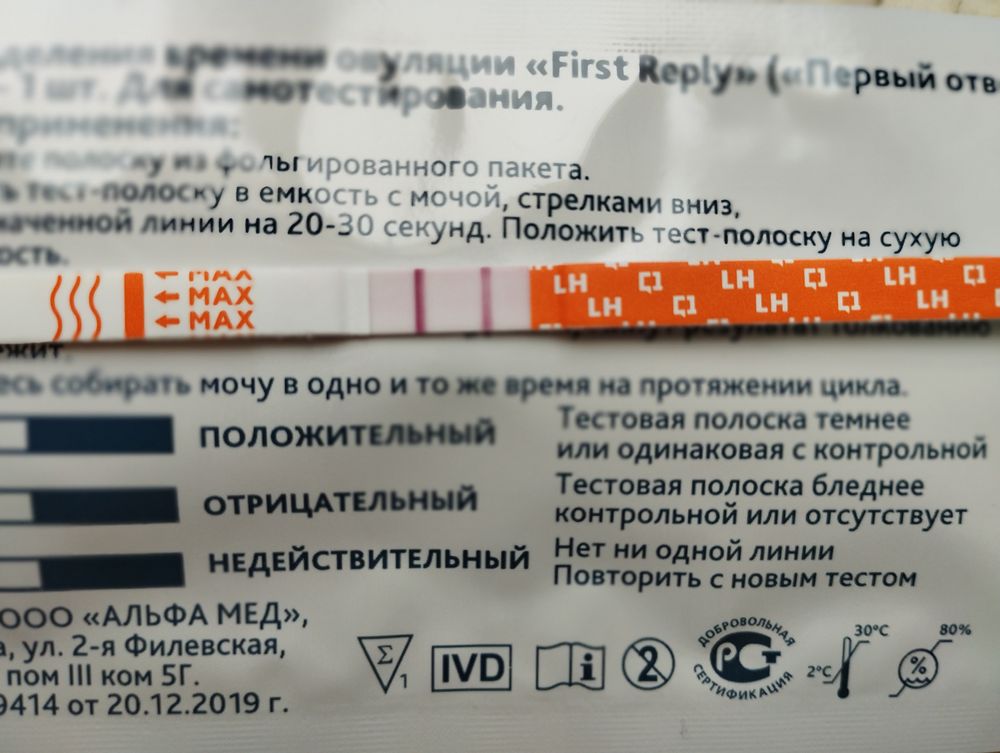 деления времени овуляции «First Reply» («Первый отв
- 1 шт. Для самотестирования.
применения:
те полоску из фольгированного пакета.
ь тест-полоску в емкость с мочой, стрелками вниз,
наченной линии на 20-30 секунд. Положить тест-полоску на сухую
ость.
MAX
MAX
MAX
LH LH LH
LH LH LH
жит.
есь собирать мочу в одно и то же время на протяжении цикла.
ПОЛОЖИТЕЛЬНЫЙ
Тестовая полоска темнее
или одинаковая с контрольной
ОТРИЦАТЕЛЬНЫЙ
Тестовая полоска бледнее
контрольной или отсутствует
НЕДЕЙСТВИТЕЛЬНЫЙ
Нет ни одной линии
Повторить с новым тестом
ООО «АЛЬФА МЕД»,
а, ул. 2-я Филевская,
пом III ком 5Г.
9414 от 20.12.2019 г.
Σ 1
IVD
i
2
ДОБРОВОЛЬНАЯ
РСТ
СЕРТИФИКАЦИЯ
2°C
30°C
%
80%